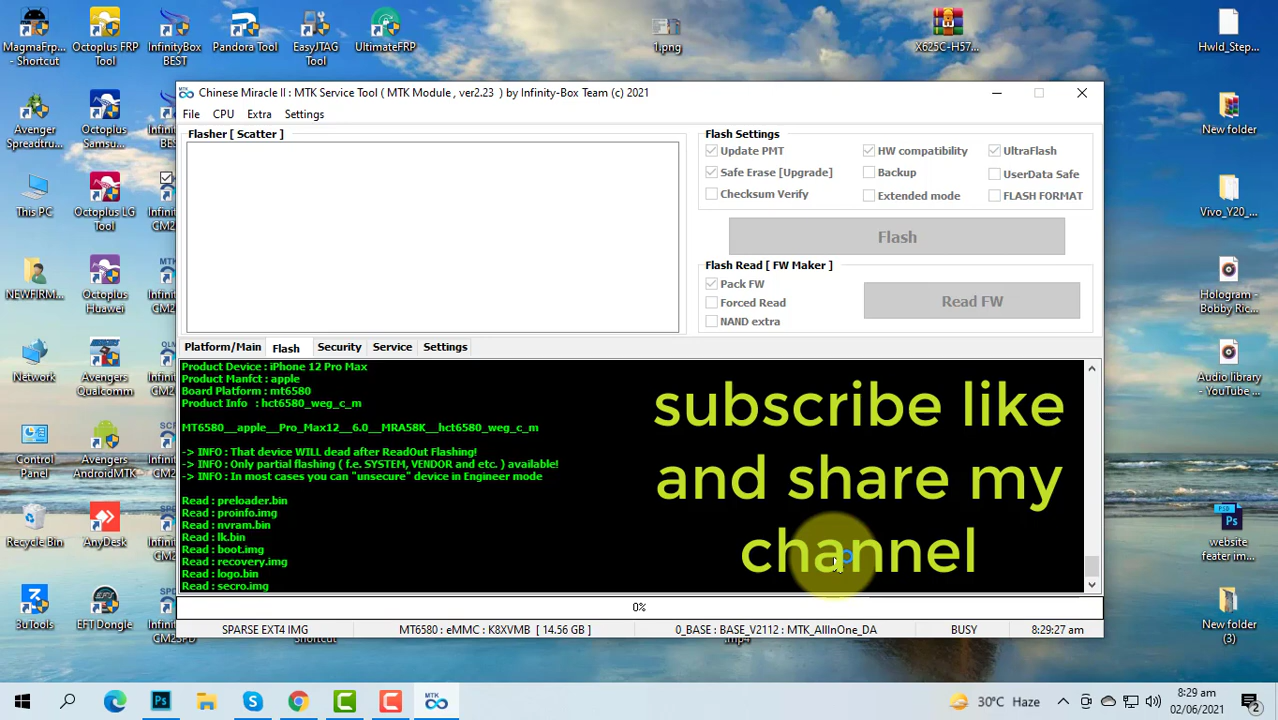 MagmaFrp... - Shortcut
Octoplus FRP Tool
InfinityBox BEST
Pandora Tool
EasyJTAG Tool
UltimateFRP
1.png
X625C-H57...
Hwld_Step...
Chinese Miracle II : MTK Service Tool ( MTK Module , ver2.23 ) by Infinity-Box Team (c) 2021
File CPU Extra Settings
Flasher [ Scatter ]
Flash Settings
Update PMT
HW compatibility
UltraFlash
Safe Erase [Upgrade]
Backup
UserData Safe
Checksum Verify
Extended mode
FLASH FORMAT
Flash
Flash Read [ FW Maker ]
Pack FW
Forced Read
NAND extra
Read FW
Platform/Main Flash Security Service Settings
Product Device : iPhone 12 Pro Max
Product Manfct : apple
Board Platform : mt6580
Product Info : hct6580_weg_c_m
MT6580__apple__Pro_Max12__6.0__MRA58K__hct6580_weg_c_m
-> INFO : That device WILL dead after ReadOut Flashing!
-> INFO : Only partial flashing ( f.e. SYSTEM, VENDOR and etc. ) available!
-> INFO : In most cases you can "unsecure" device in Engineer mode
Read : preloader.bin
Read : proinfo.img
Read : nvram.bin
Read : lk.bin
Read : boot.img
Read : recovery.img
Read : logo.bin
Read : secro.img
subscribe like
and share my
channel
0%
SPARSE EXT4 IMG
MT6580 : eMMC : K8XVMB [ 14.56 GB ]
0_BASE : BASE_V2112 : MTK_AllInOne_DA
BUSY
8:29:27 am
Avenger Spreadtru...
Octoplus Samsu...
This PC
Octoplus LG Tool
NEWFIRM...
Octoplus Huawei
Network
Avengers Qualcomm
Control Panel
Avengers AndroidMTK
Recycle Bin
AnyDesk
3uTools
EFT Dongle
New folder
Vivo_Y20_...
Hologram - Bobby Ric...
Audio library - YouTube ...
website feater im...
New folder (3)
30°C Haze
8:29 am
02/06/2021
2